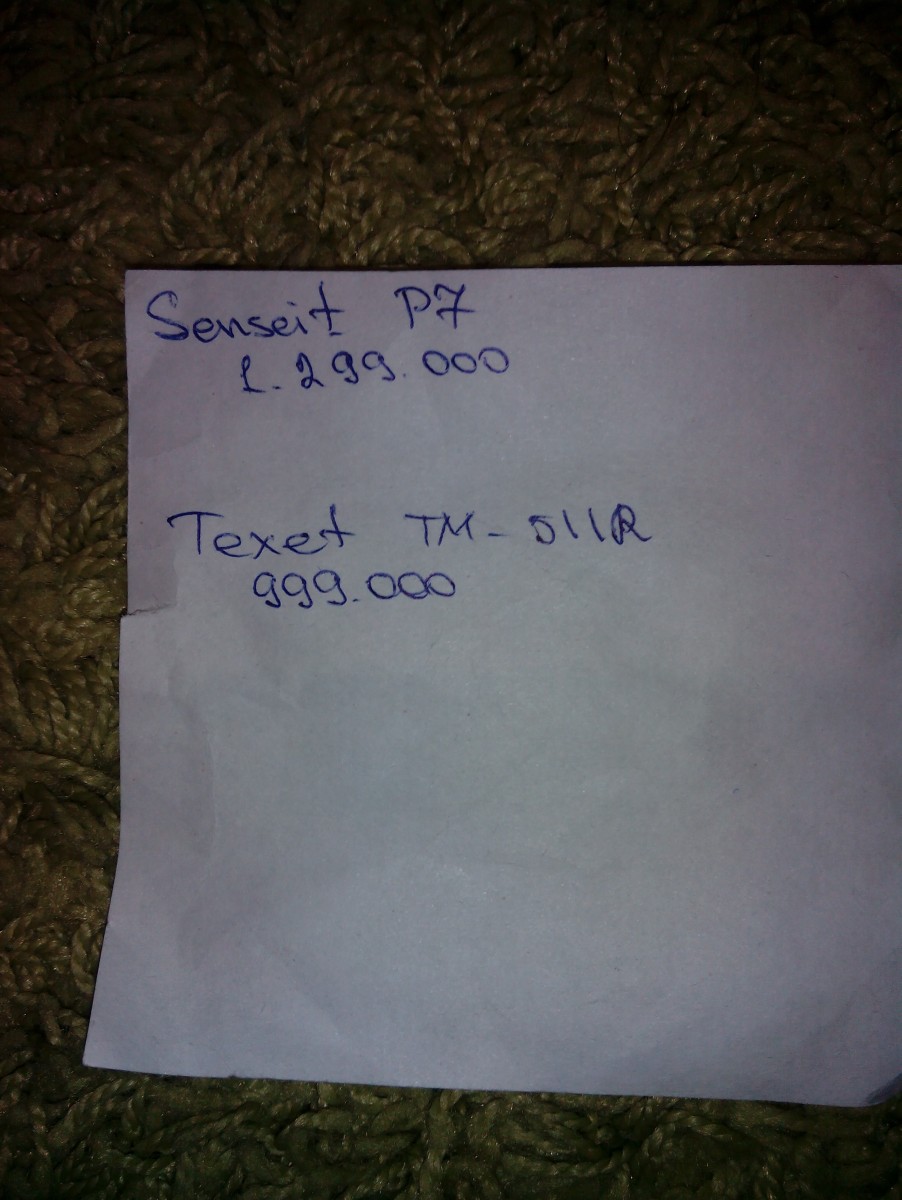 Senseit P7
1.299.000
Texet TM-511R
999.000